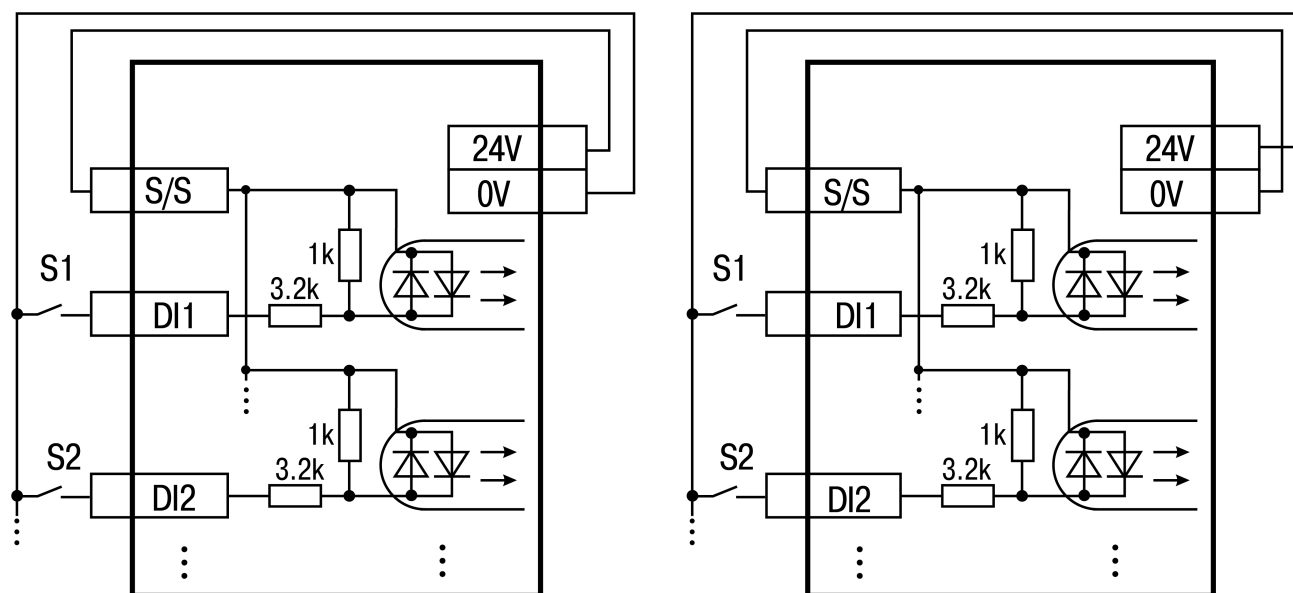 24V
S/S
0V
1k
S1
3.2k
DI1
1k
S2
3.2k
DI2
24V
S/S
0V
1k
S1
3.2k
DI1
1k
S2
3.2k
DI2